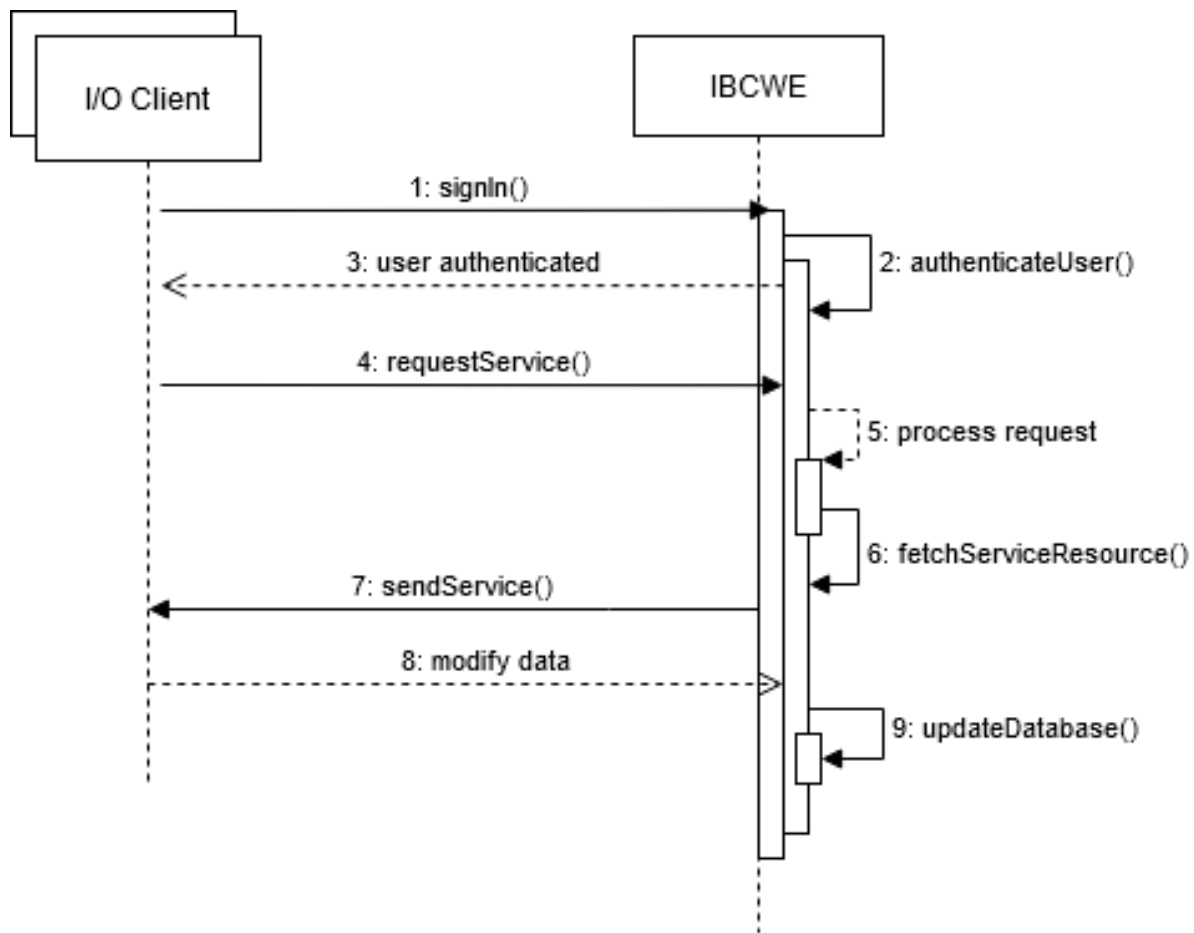 I/O Client
IBCWE
1: signIn()
2: authenticateUser()
3: user authenticated
4: requestService()
5: process request
6: fetchServiceResource()
7: sendService()
8: modify data
9: updateDatabase()